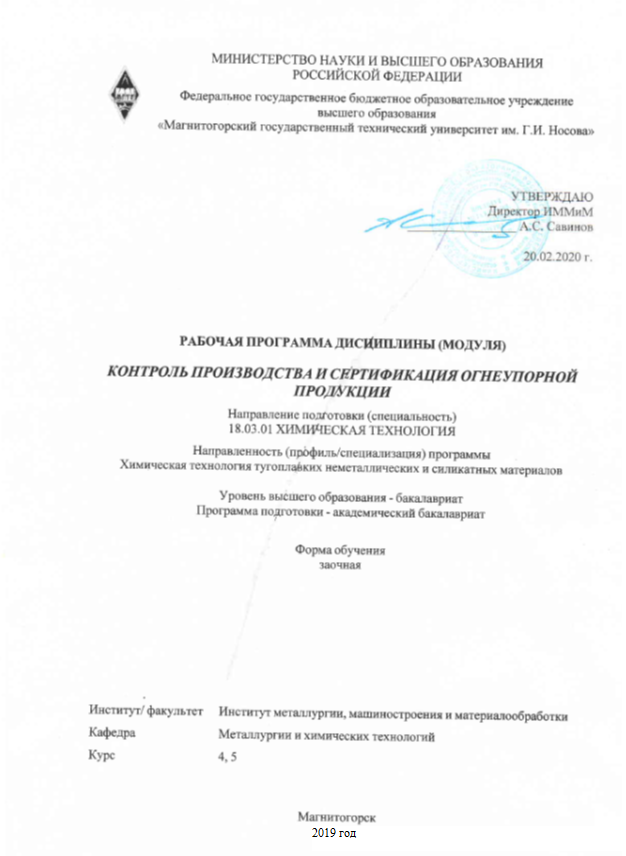 МИНИСТЕРСТВО НАУКИ И ВЫСШЕГО ОБРАЗОВАНИЯ
РОССИЙСКОЙ ФЕДЕРАЦИИ
Федеральное государственное бюджетное образовательное учреждение
высшего образования
«Магнитогорский государственный технический университет им. Г.И. Носова»
УТВЕРЖДАЮ
Директор ИММиМ
А.С. Савинов
20.02.2020 г.
РАБОЧАЯ ПРОГРАММА ДИСЦИПЛИНЫ (МОДУЛЯ)
КОНТРОЛЬ ПРОИЗВОДСТВА И СЕРТИФИКАЦИЯ ОГНЕУПОРНОЙ
ПРОДУКЦИИ
Направление подготовки (специальность)
18.03.01 ХИМИЧЕСКАЯ ТЕХНОЛОГИЯ
Направленность (профиль/специализация) программы
Химическая технология тугоплавких неметаллических и силикатных материалов
Уровень высшего образования - бакалавриат
Программа подготовки - академический бакалавриат
Форма обучения
заочная
Институт/ факультет Институт металлургии, машиностроения и материалообработки
Кафедра Металлургии и химических технологий
Курс 4, 5
Магнитогорск
2019 год